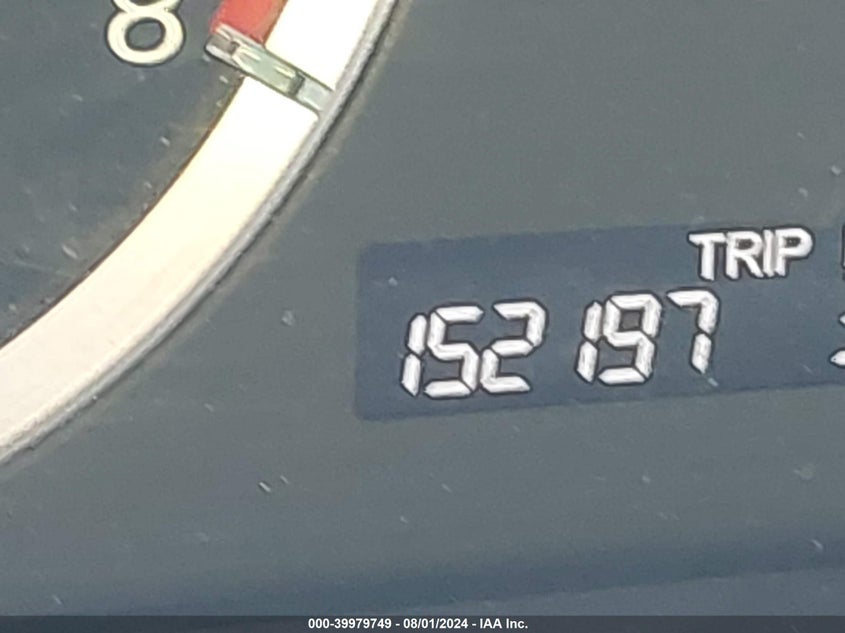 8
TRIP
152197
000-39979749 - 08/01/2024 - IAA Inc.